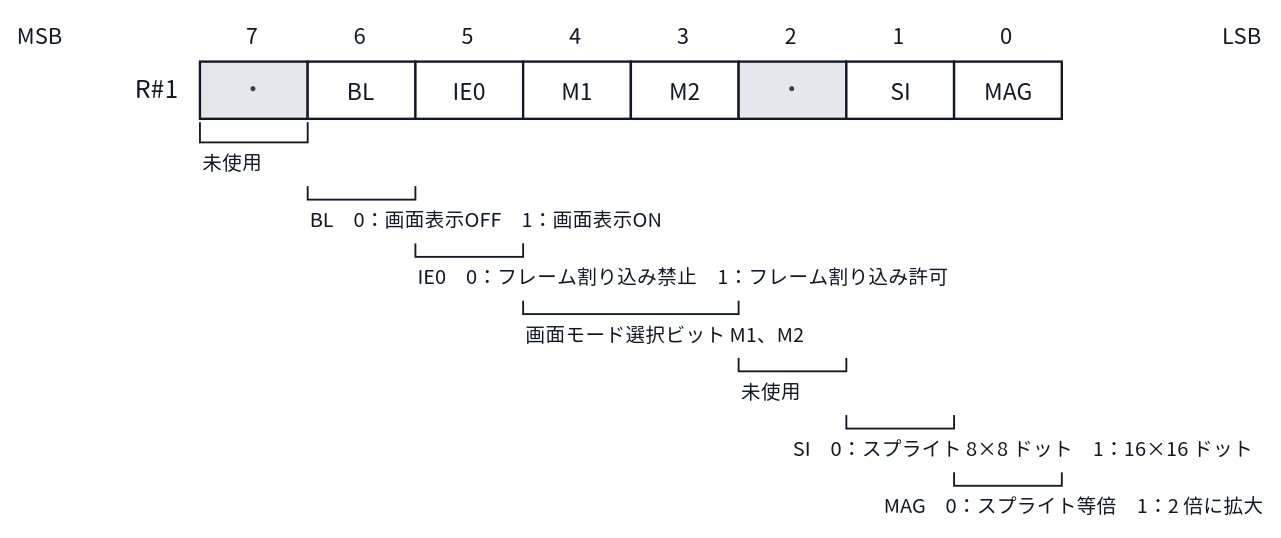 MSB 7 6 5 4 3 2 1 0 LSB
R#1 ・ BL IE0 M1 M2 ・ SI MAG
未使用
BL　0：画面表示OFF　1：画面表示ON
IE0　0：フレーム割り込み禁止　1：フレーム割り込み許可
画面モード選択ビット M1、M2
未使用
SI　0：スプライト 8×8 ドット　1：16×16 ドット
MAG　0：スプライト等倍　1：2 倍に拡大